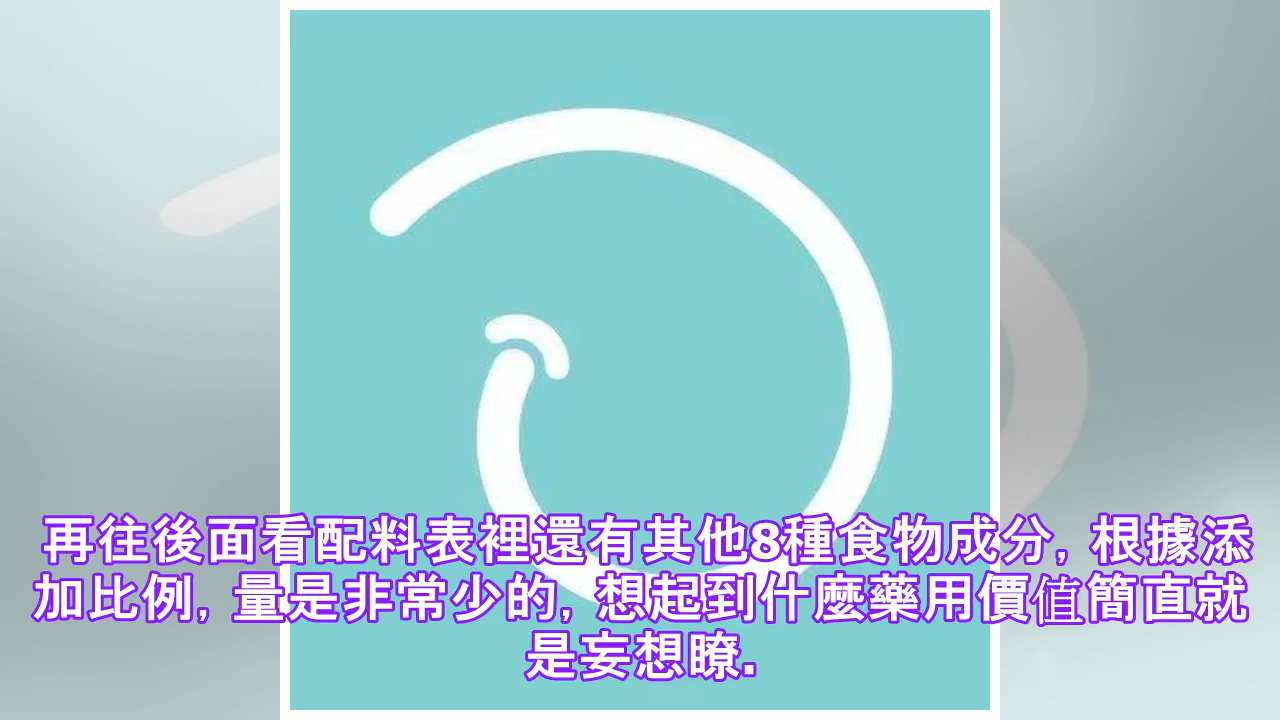 再往後面看配料表裡還有其他8種食物成分, 根據添
加比例, 量是非常少的, 想起到什麼藥用價值簡直就
是妄想瞭.